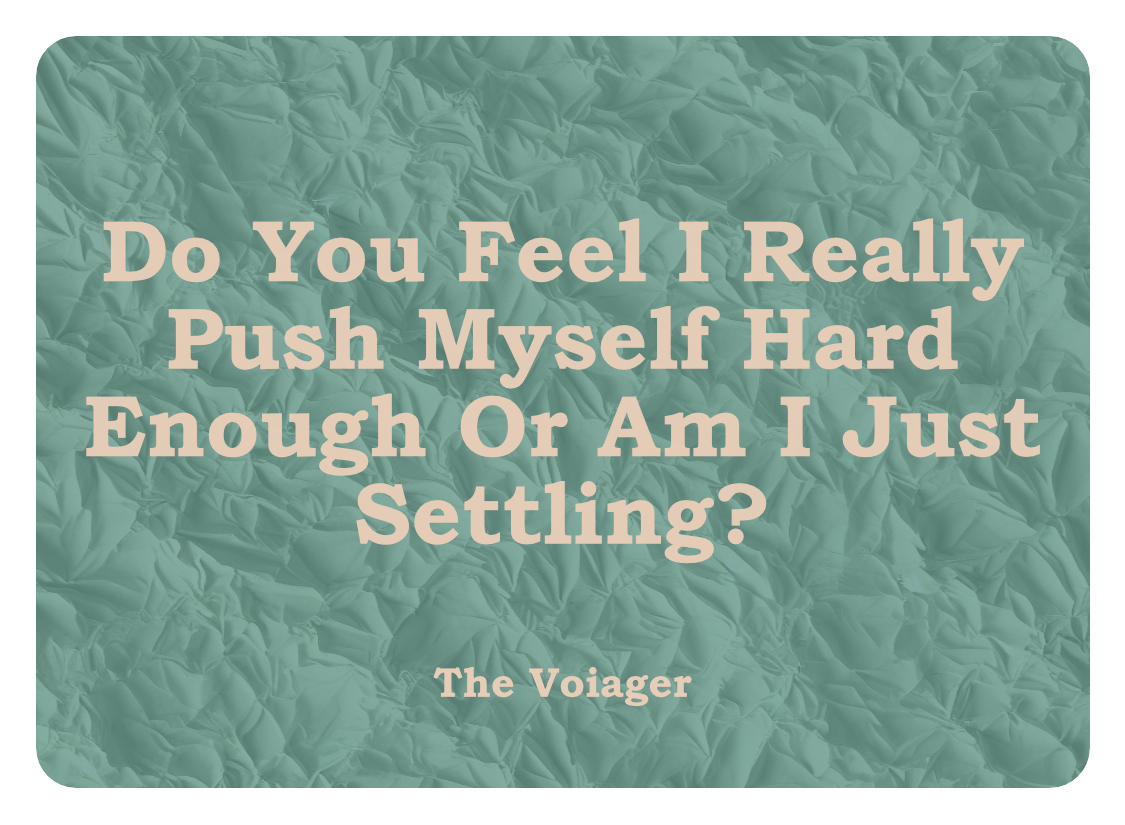 Do You Feel I Really
Push Myself Hard
Enough Or Am I Just
Settling?
The Voiager